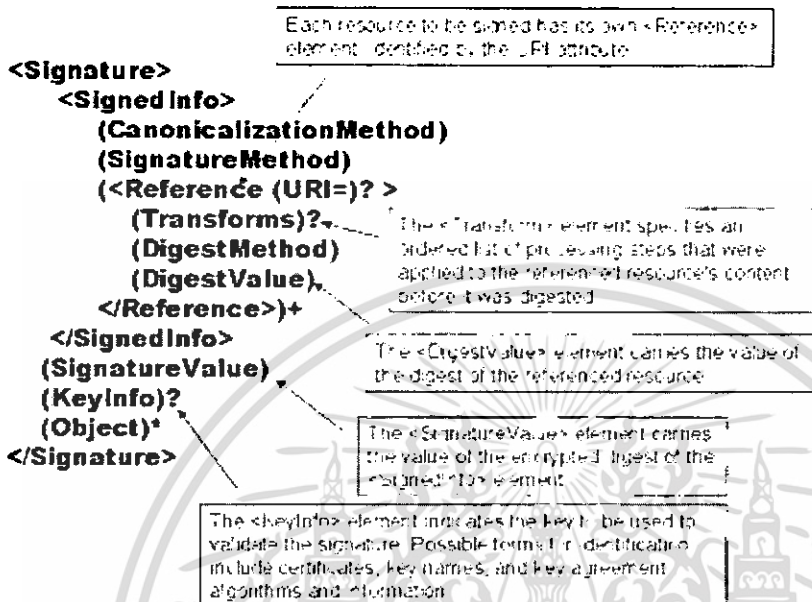 Each resource to be signed has its own <Reference>
element identified by the URI attribute
<Signature>
<SignedInfo>
(CanonicalizationMethod)
(SignatureMethod)
(<Reference (URI=)? >
(Transforms)?
(DigestMethod)
(DigestValue)
</Reference>)+
</SignedInfo>
(SignatureValue)
(KeyInfo)?
(Object)*
</Signature>
The <Transform> element specifies an
ordered list of processing steps that were
applied to the referenced resource's content
before it was digested
The <DigestValue> element carries the value of
the digest of the referenced resource
The <SignatureValue> element carries
the value of the encrypted digest of the
<SignedInfo> element
The <KeyInfo> element indicates the key to be used to
validate the signature. Possible forms for identification
include certificates, key names, and key agreement
algorithms and information